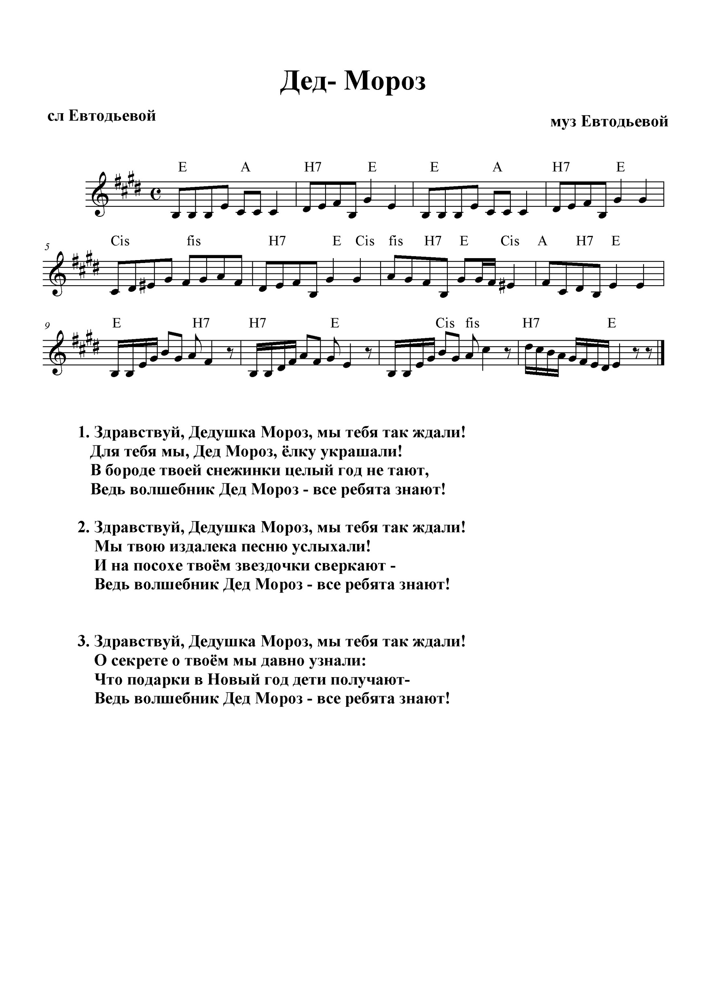 Дед- Мороз
сл Евтодьевой
муз Евтодьевой
E A H7 E E A H7 E
5
Cis fis H7 E Cis fis H7 E Cis A H7 E
9
E H7 H7 E Cis fis H7 E
1. Здравствуй, Дедушка Мороз, мы тебя так ждали!
Для тебя мы, Дед Мороз, ёлку украшали!
В бороде твоей снежинки целый год не тают,
Ведь волшебник Дед Мороз - все ребята знают!
2. Здравствуй, Дедушка Мороз, мы тебя так ждали!
Мы твою издалека песню услыхали!
И на посохе твоём звездочки сверкают -
Ведь волшебник Дед Мороз - все ребята знают!
3. Здравствуй, Дедушка Мороз, мы тебя так ждали!
О секрете о твоём мы давно узнали:
Что подарки в Новый год дети получают-
Ведь волшебник Дед Мороз - все ребята знают!